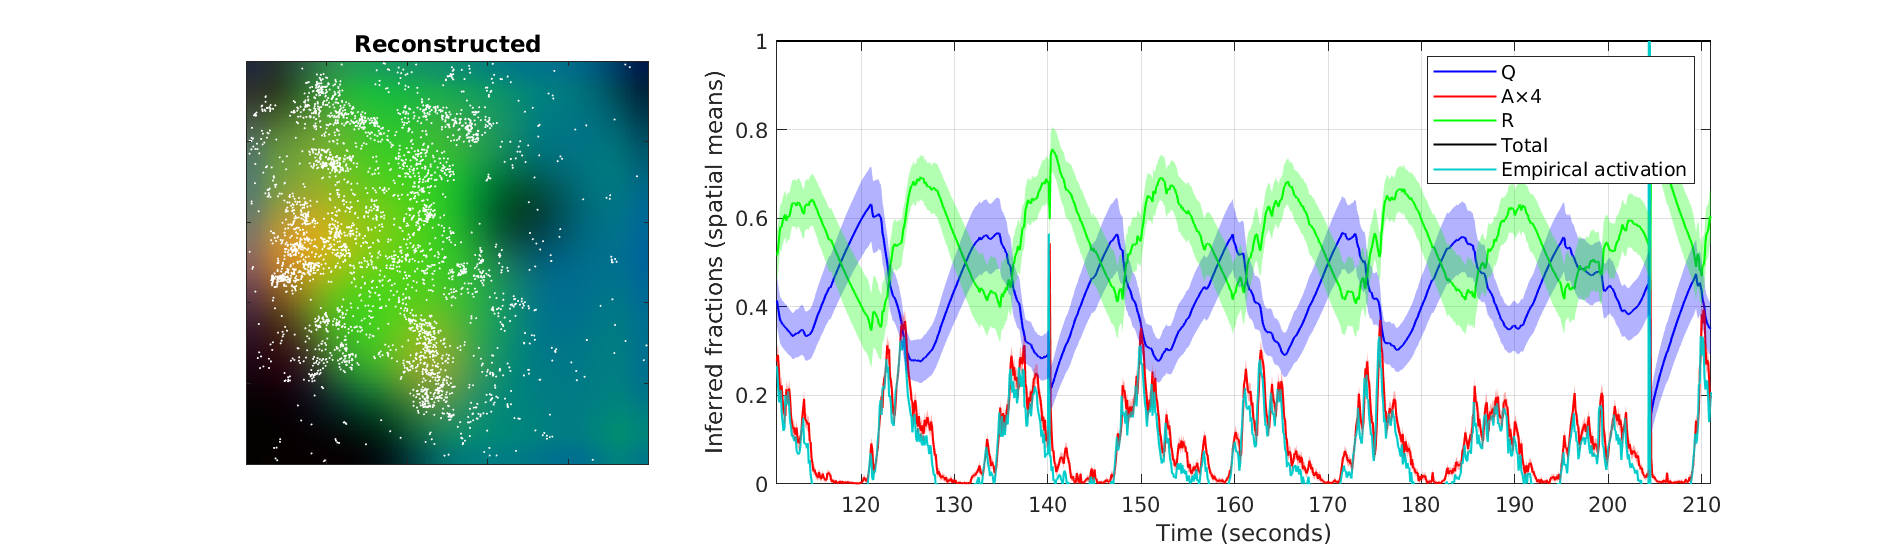 Reconstructed
Inferred fractions (spatial means)
1
0.8
0.6
0.4
0.2
0
Q
A×4
R
Total
Empirical activation
120 130 140 150 160 170 180 190 200 210
Time (seconds)